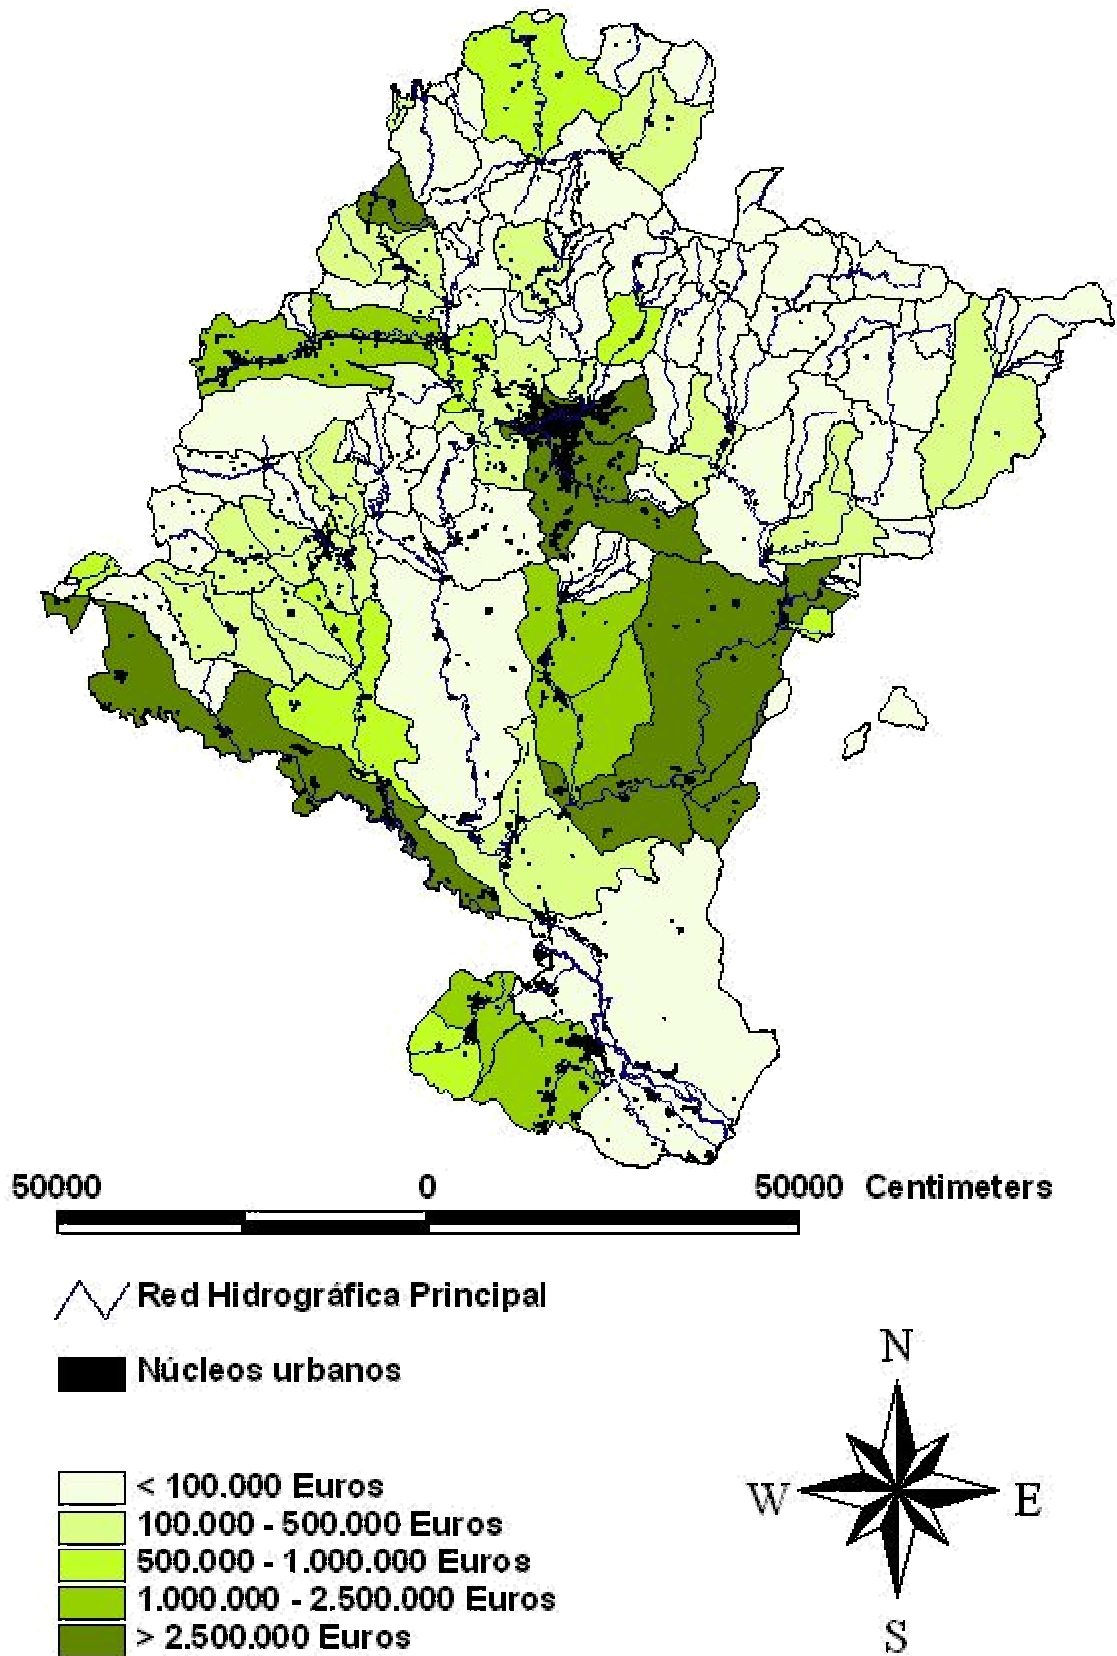 50000 0 50000 Centimeters
Red Hidrográfica Principal
Núcleos urbanos
N
W E
S
< 100.000 Euros
100.000 - 500.000 Euros
500.000 - 1.000.000 Euros
1.000.000 - 2.500.000 Euros
> 2.500.000 Euros